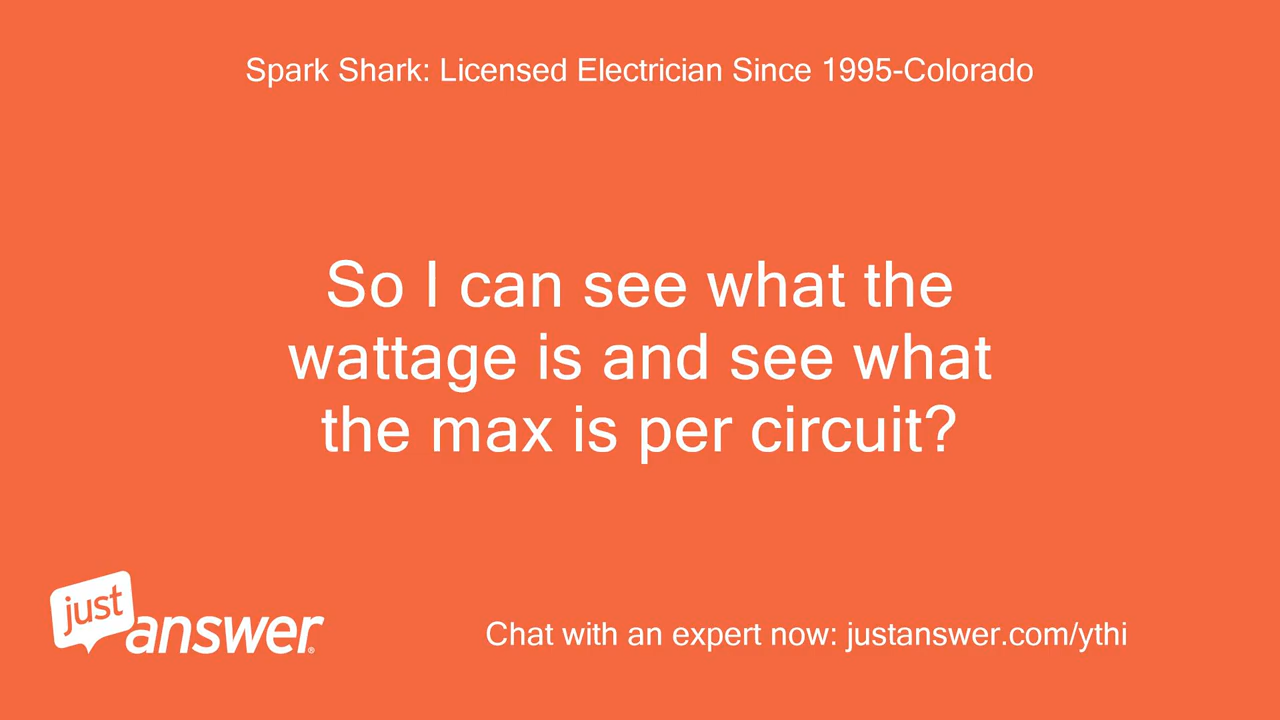 Spark Shark: Licensed Electrician Since 1995-Colorado
So I can see what the
wattage is and see what
the max is per circuit?
just
answer®
Chat with an expert now: justanswer.com/ythi